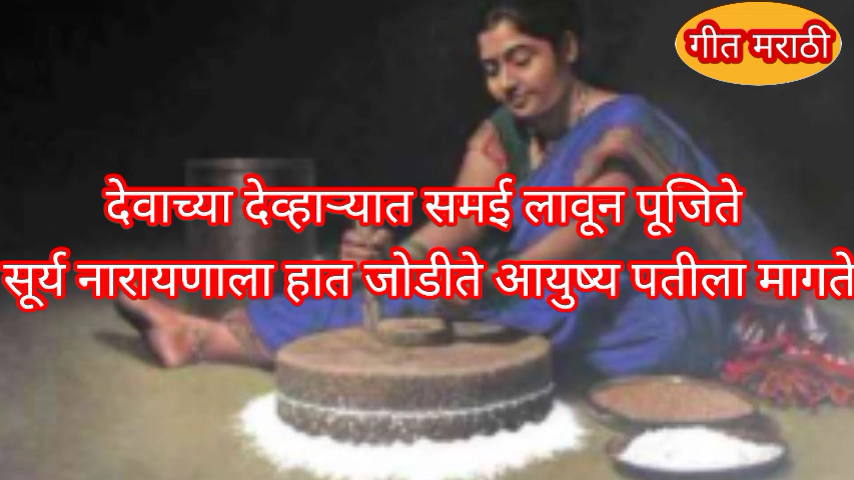 गीत मराठी
देवाच्या देव्हाऱ्यात समई लावून पूजिते
सूर्य नारायणाला हात जोडीते आयुष्य पतीला मागते